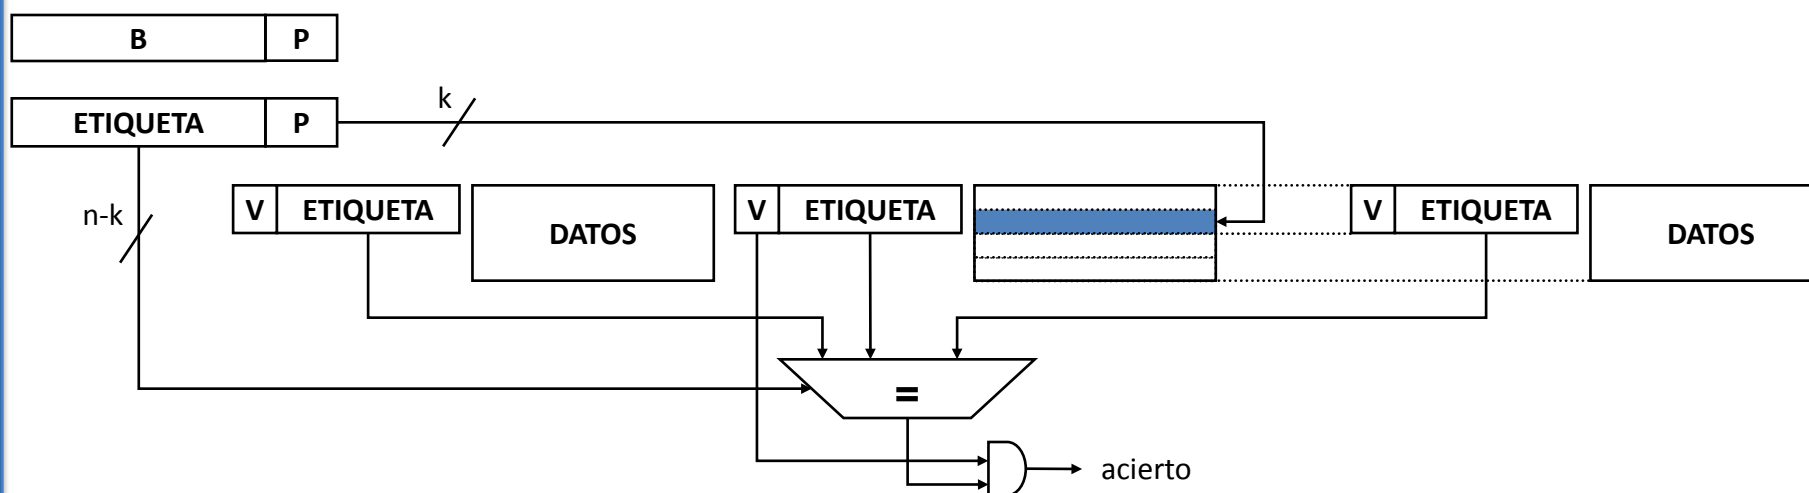 B P
k
ETIQUETA P
n-k
V ETIQUETA DATOS V ETIQUETA V ETIQUETA DATOS
=
acierto